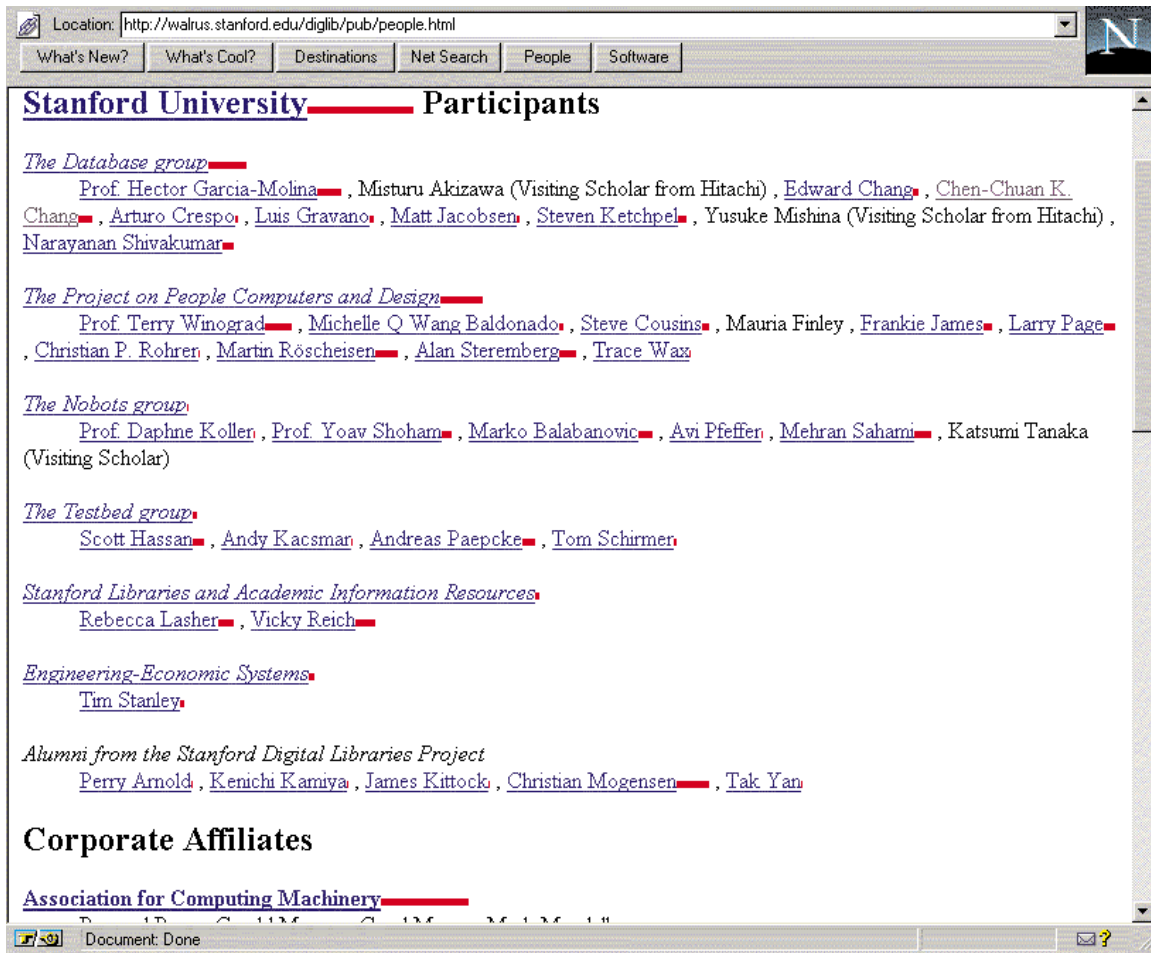 Location: http://walrus.stanford.edu/diglib/pub/people.html
N
What's New? What's Cool? Destinations Net Search People Software
Stanford University Participants
The Database group
Prof. Hector Garcia-Molina , Misturu Akizawa (Visiting Scholar from Hitachi) , Edward Chang , Chen-Chuan K.
Chang , Arturo Crespo , Luis Gravano , Matt Jacobsen , Steven Ketchpel , Yusuke Mishina (Visiting Scholar from Hitachi) ,
Narayanan Shivakumar
The Project on People Computers and Design
Prof. Terry Winograd , Michelle Q Wang Baldonado , Steve Cousins , Mauria Finley , Frankie James , Larry Page
, Christian P. Rohrer , Martin Röscheisen , Alan Steremberg , Trace Wax
The Nobots group
Prof. Daphne Koller , Prof. Yoav Shoham , Marko Balabanovic , Avi Pfeffer , Mehran Sahami , Katsumi Tanaka
(Visiting Scholar)
The Testbed group
Scott Hassan , Andy Kacsmar , Andreas Paepcke , Tom Schirmer
Stanford Libraries and Academic Information Resources
Rebecca Lasher , Vicky Reich
Engineering-Economic Systems
Tim Stanley
Alumni from the Stanford Digital Libraries Project
Perry Arnold , Kenichi Kamiya , James Kittock , Christian Mogensen , Tak Yan
Corporate Affiliates
Association for Computing Machinery
Document: Done